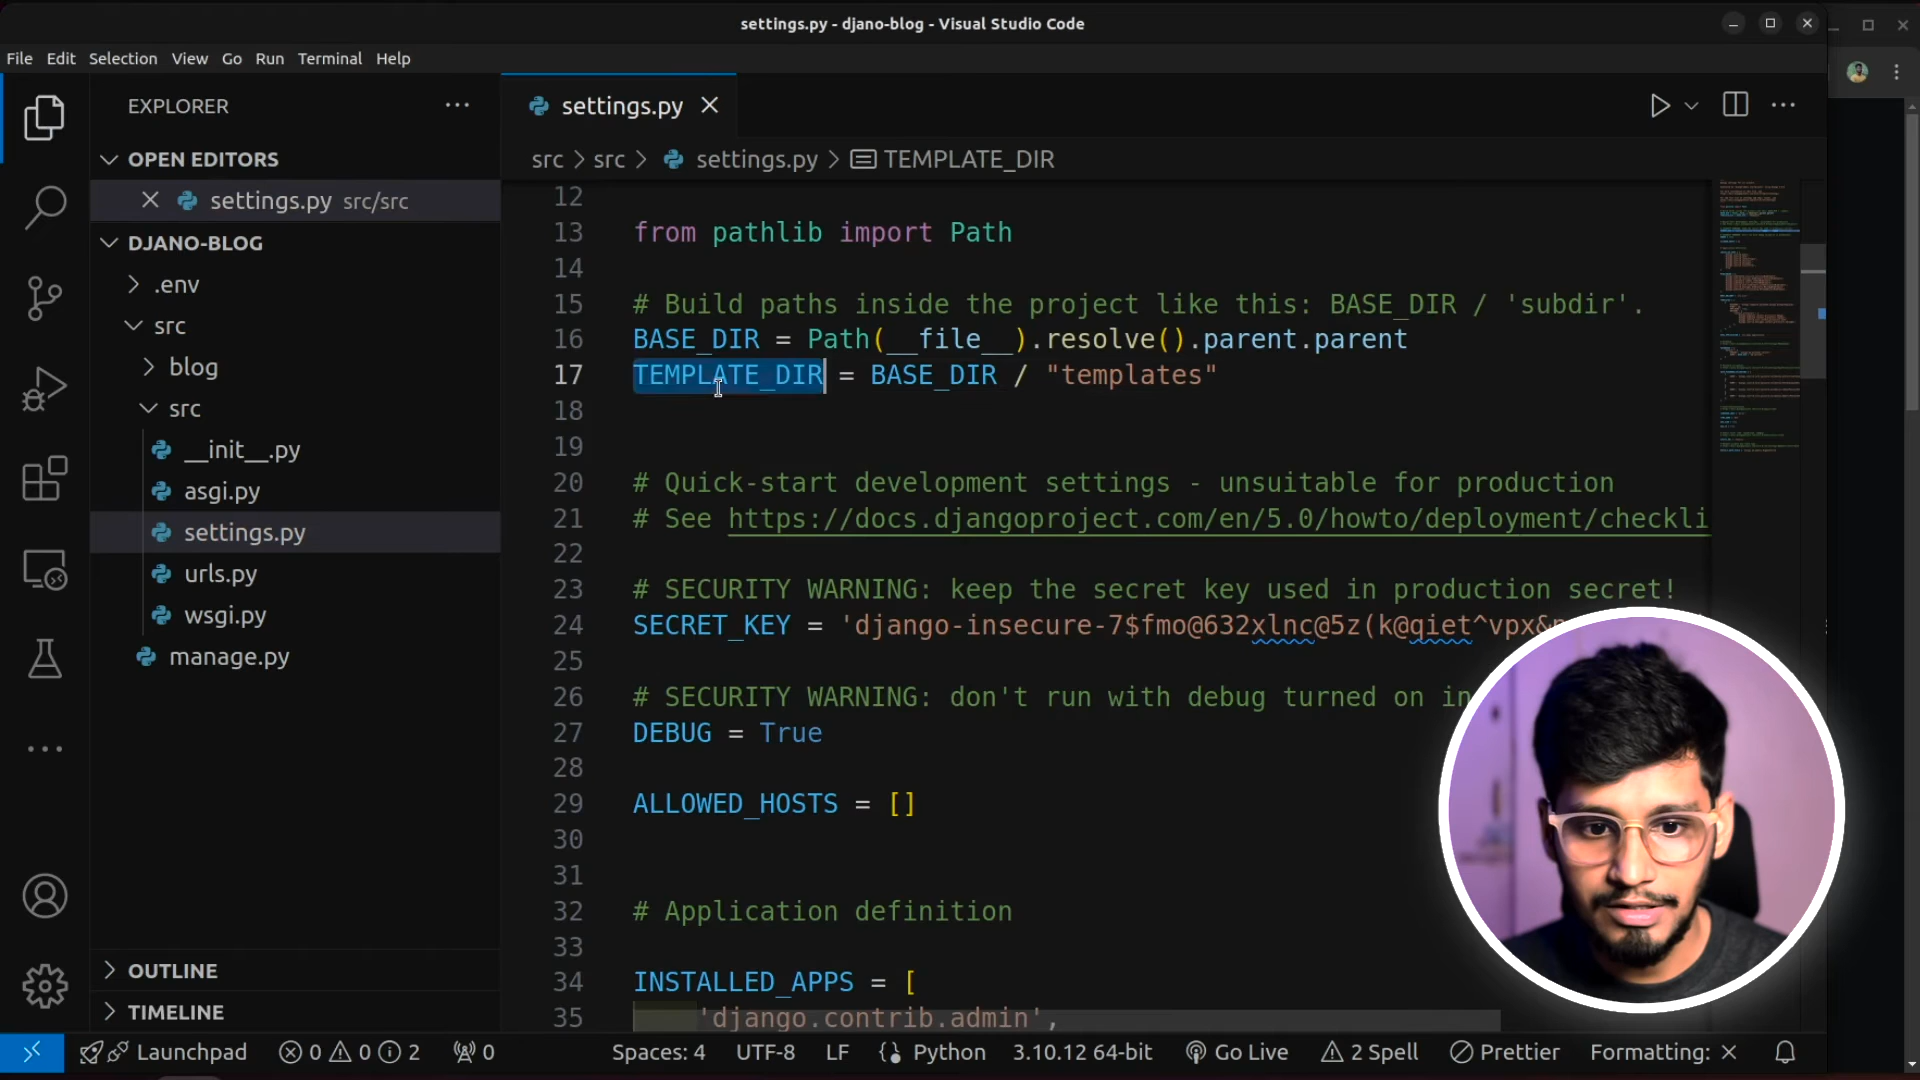 settings.py - djano-blog - Visual Studio Code
File Edit Selection View Go Run Terminal Help
EXPLORER
OPEN EDITORS
settings.py src/src
DJANO-BLOG
.env
src
blog
src
__init__.py
asgi.py
settings.py
urls.py
wsgi.py
manage.py
OUTLINE
TIMELINE
settings.py
src > src > settings.py > TEMPLATE_DIR
12
13 from pathlib import Path
14
15 # Build paths inside the project like this: BASE_DIR / 'subdir'.
16 BASE_DIR = Path(__file__).resolve().parent.parent
17 TEMPLATE_DIR = BASE_DIR / "templates"
18
19
20 # Quick-start development settings - unsuitable for production
21 # See https://docs.djangoproject.com/en/5.0/howto/deployment/checkli
22
23 # SECURITY WARNING: keep the secret key used in production secret!
24 SECRET_KEY = 'django-insecure-7$fmo@632xlnc@5z(k@qiet^vpx&
25
26 # SECURITY WARNING: don't run with debug turned on in
27 DEBUG = True
28
29 ALLOWED_HOSTS = []
30
31
32 # Application definition
33
34 INSTALLED_APPS = [
35 'django.contrib.admin',
Launchpad 0 0 2 0 Spaces: 4 UTF-8 LF Python 3.10.12 64-bit Go Live 2 Spell Prettier Formatting: ×